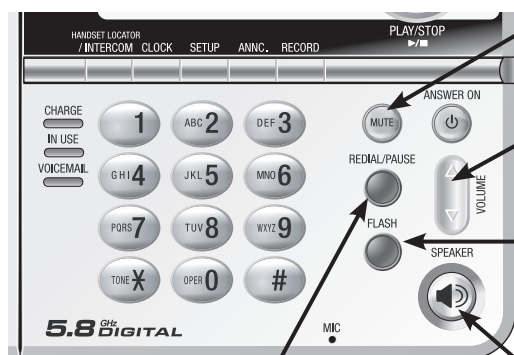 HANDSET LOCATOR
/ INTERCOM CLOCK SETUP ANNC. RECORD
PLAY/STOP
CHARGE
IN USE
VOICEMAIL
1 ABC 2 DEF 3
GHI 4 JKL 5 MNO 6
PQRS 7 TUV 8 WXYZ 9
TONE * OPER 0 #
MUTE
ANSWER ON
REDIAL/PAUSE
VOLUME
FLASH
SPEAKER
5.8 GHz DIGITAL
MIC